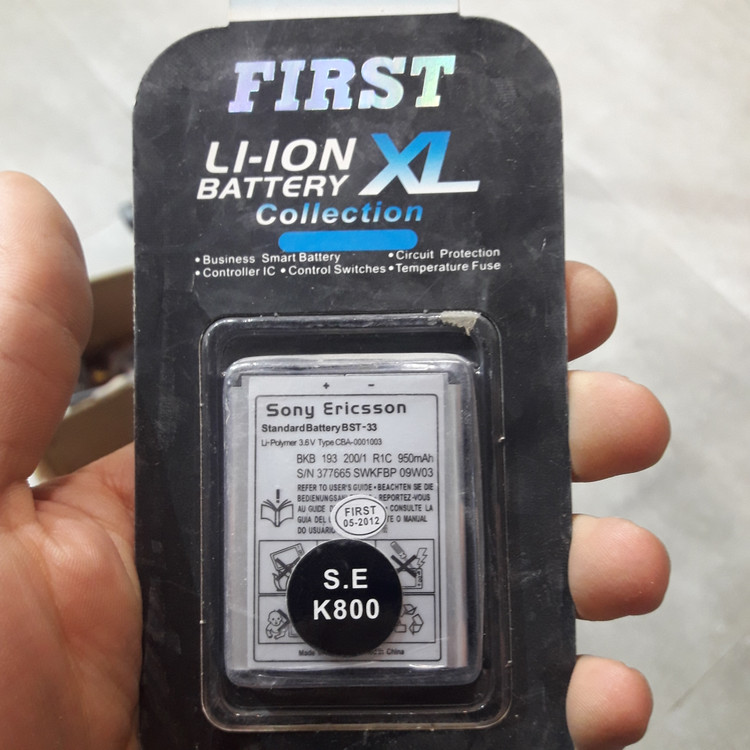 FIRST
LI-ION
BATTERY XL
Collection
• Business Smart Battery • Circuit Protection
• Controller IC • Control Switches • Temperature Fuse
+ −
Sony Ericsson
Standard Battery BST-33
Li-Polymer 3.6 V Type CBA-0001003
BKB 193 200/1 R1C 950mAh
S/N 377665 SWKFBP 09W03
REFER TO USER'S GUIDE • BEACHTEN SE DIE
BEDIENUNGSAN REPORTEZ-VOUS
AU GUIDE CONSULTE LA
GUIA DEL O MANUAL
DO USUAR
FIRST
05-2012
S.E
K800
Made China